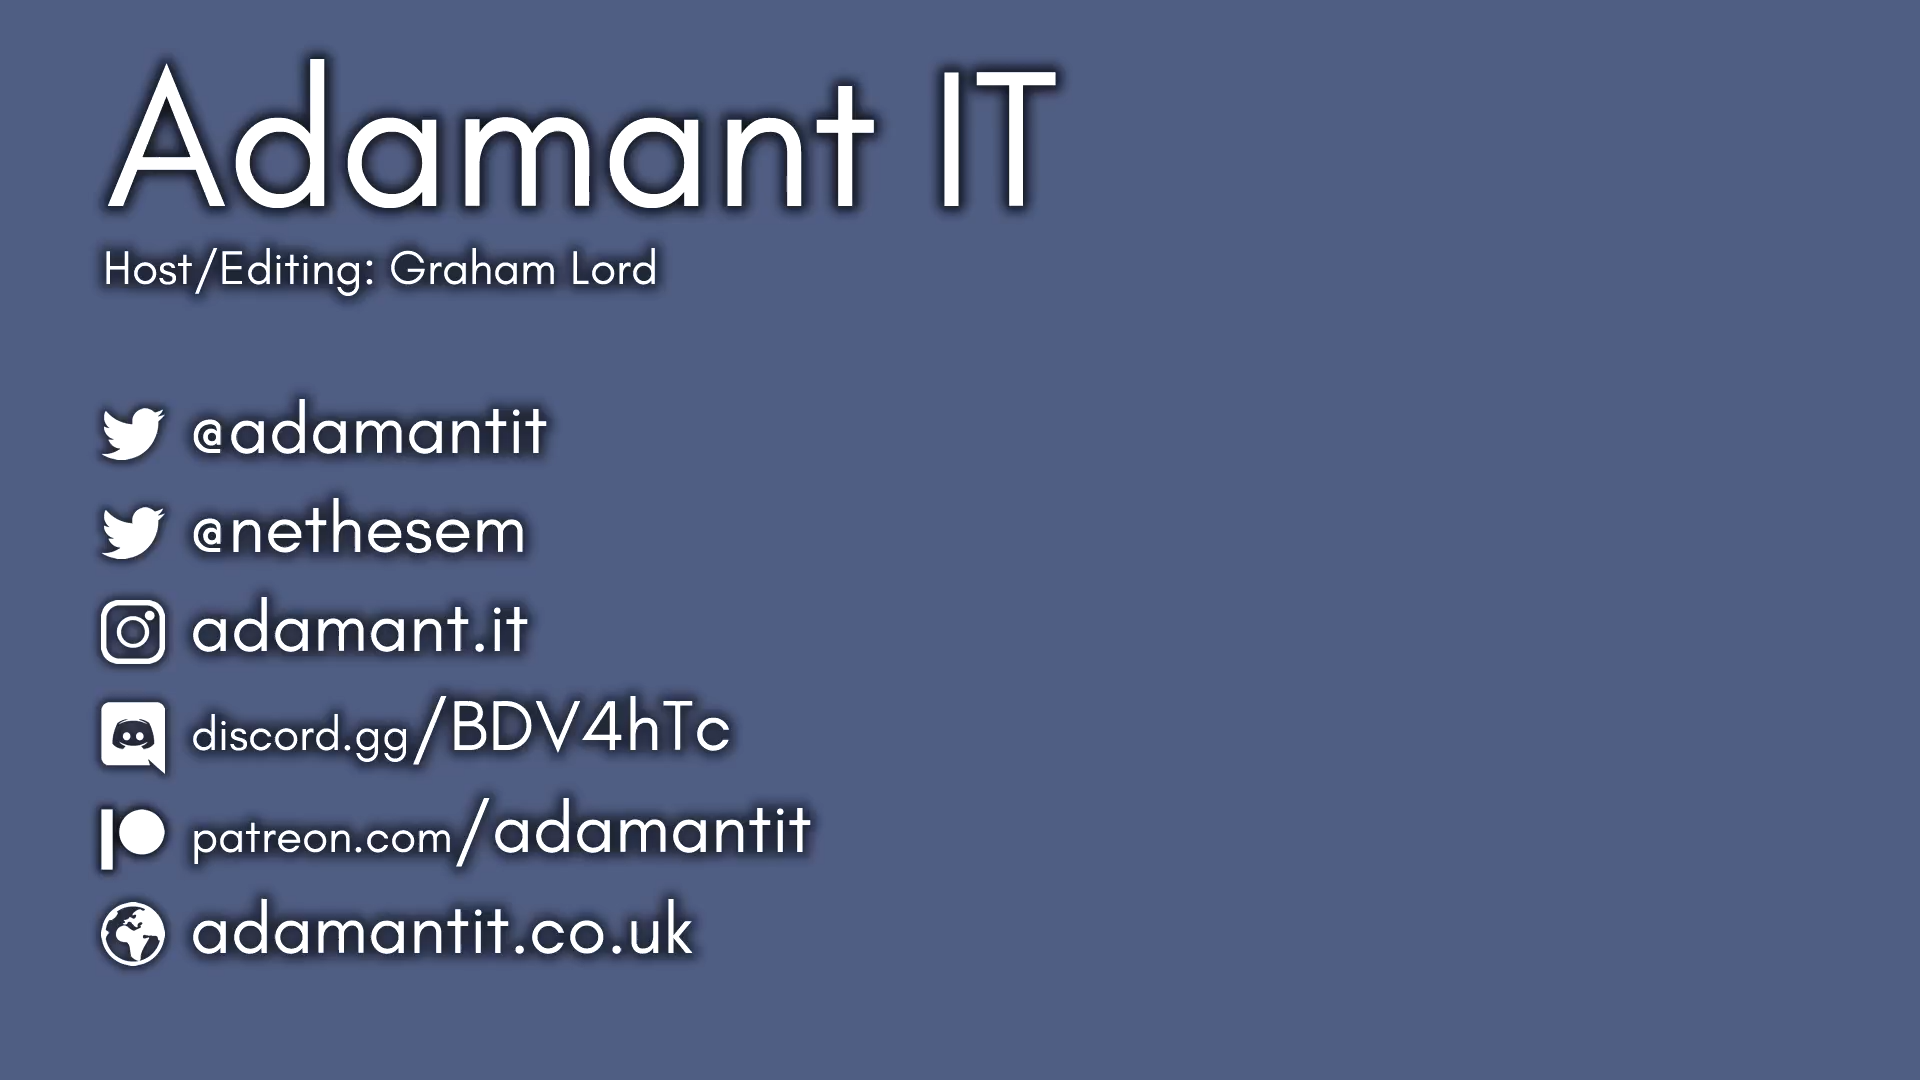 Adamant IT
Host/Editing: Graham Lord
@adamantit
@nethesem
adamant.it
discord.gg/BDV4hTc
patreon.com/adamantit
adamantit.co.uk